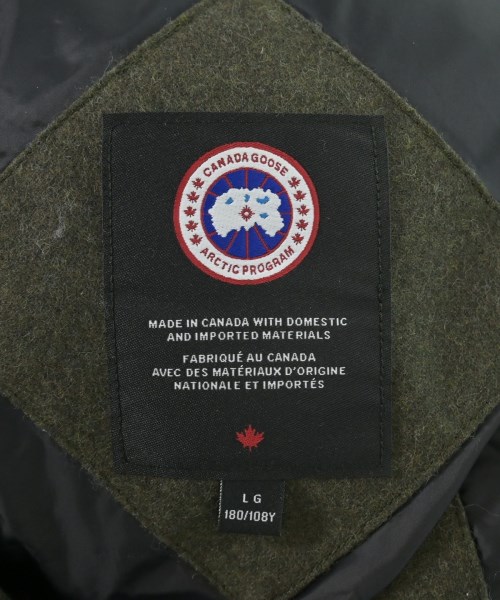 CANADA GOOSE
ARCTIC PROGRAM
MADE IN CANADA WITH DOMESTIC
AND IMPORTED MATERIALS
FABRIQUÉ AU CANADA
AVEC DES MATÉRIAUX D'ORIGINE
NATIONALE ET IMPORTÉS
L G
180/108Y